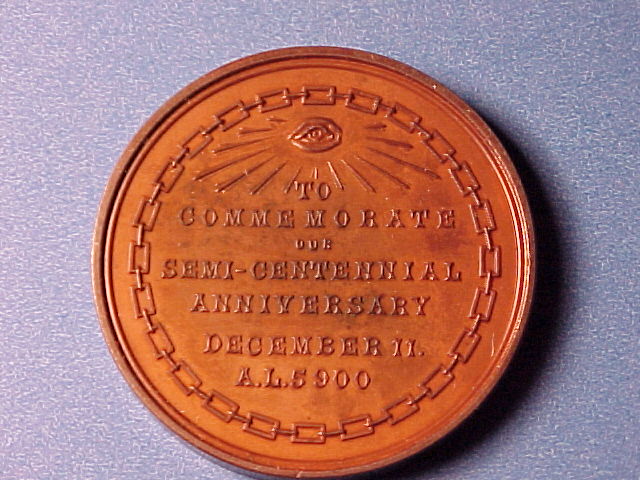 TO
COMMEMORATE
OUR
SEMI-CENTENNIAL
ANNIVERSARY
DECEMBER 11.
A.L.5900